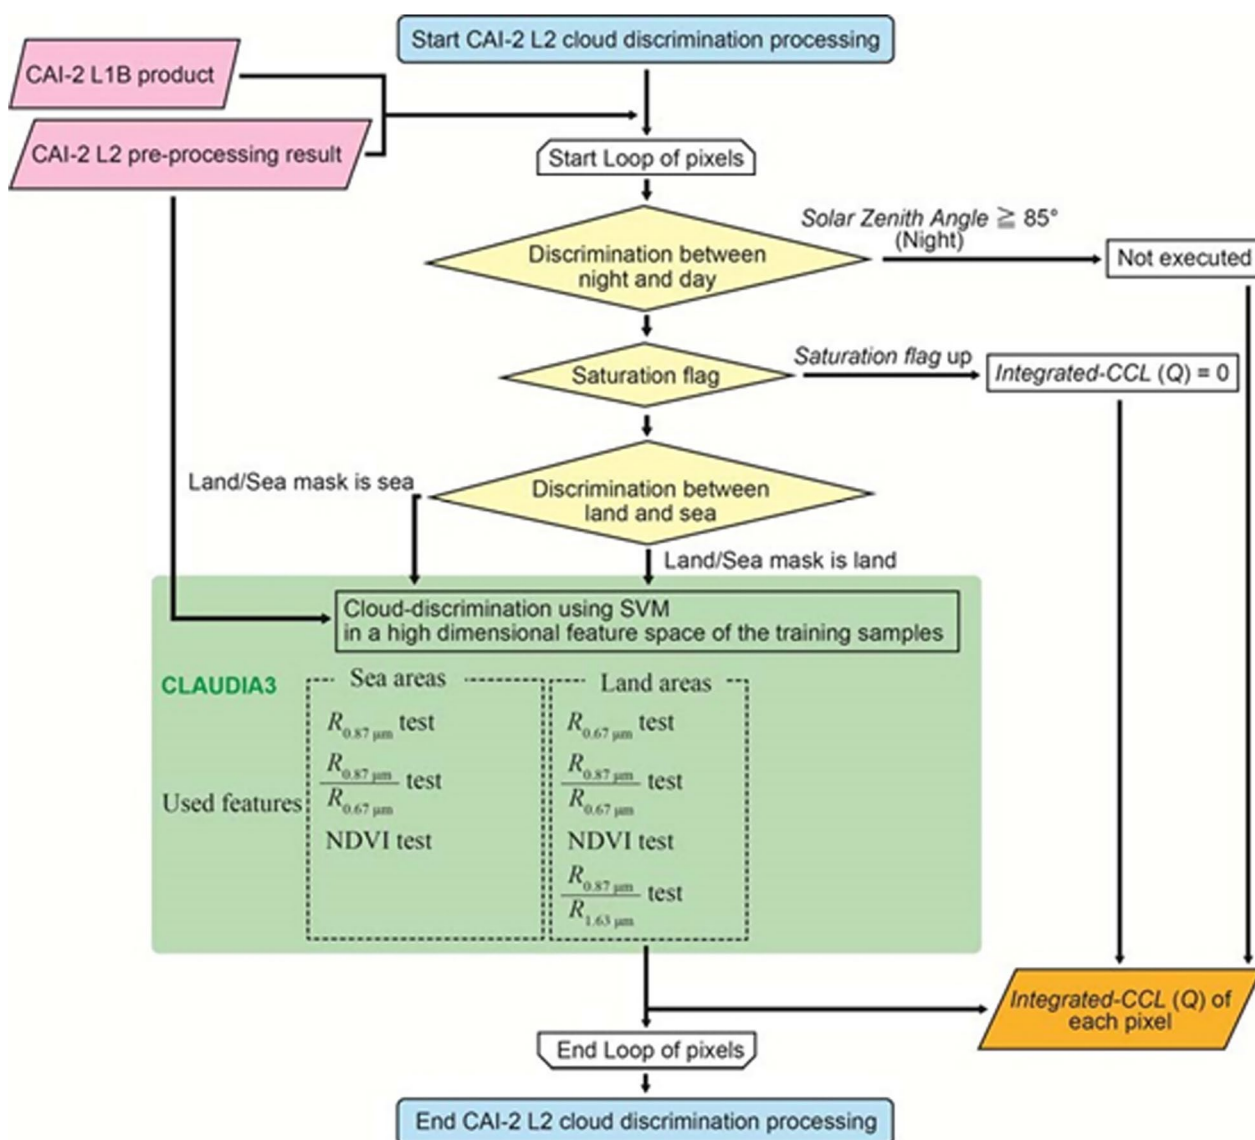 Start CAI-2 L2 cloud discrimination processing
CAI-2 L1B product
CAI-2 L2 pre-processing result
Start Loop of pixels
Solar Zenith Angle ≧ 85°
(Night)
Discrimination between
night and day
Not executed
Saturation flag
Saturation flag up
Integrated-CCL (Q) = 0
Land/Sea mask is sea
Discrimination between
land and sea
Land/Sea mask is land
Cloud-discrimination using SVM
in a high dimensional feature space of the training samples
CLAUDIA3
Used features
Sea areas
R0.87 μm test
R0.87 μm / R0.67 μm test
NDVI test
Land areas
R0.67 μm test
R0.87 μm / R0.67 μm test
NDVI test
R0.87 μm / R1.63 μm test
Integrated-CCL (Q) of
each pixel
End Loop of pixels
End CAI-2 L2 cloud discrimination processing